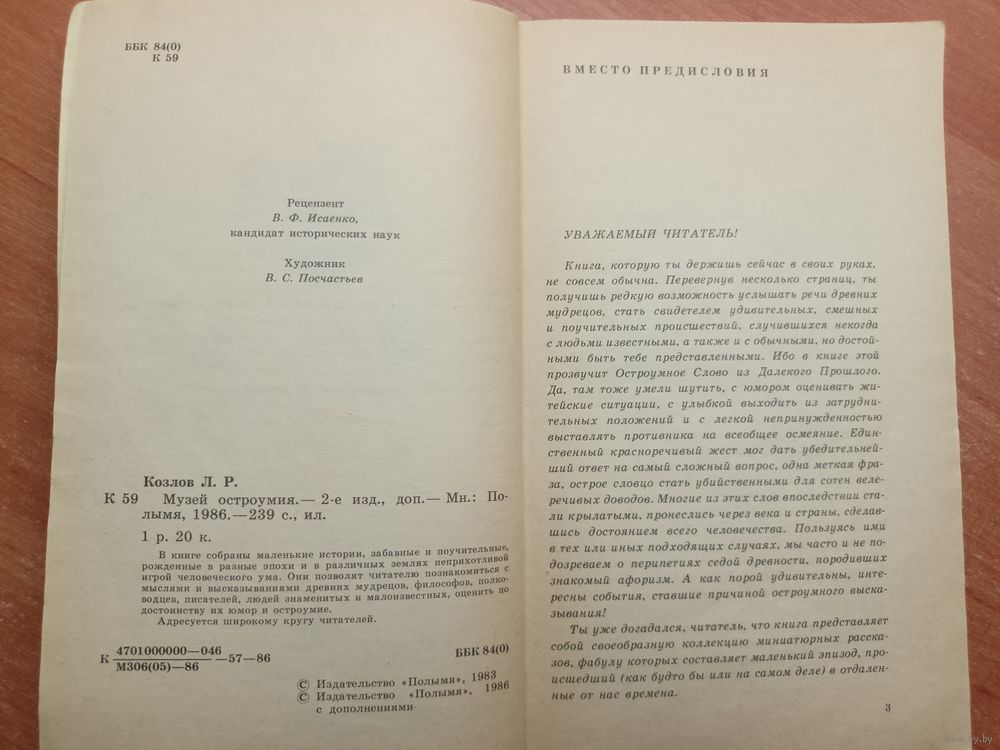 ББК 84(0)
К 59
Рецензент
В. Ф. Исаенко,
кандидат исторических наук
Художник
В. С. Посчастьев
Козлов Л. Р.
К 59 Музей остроумия.— 2-е изд., доп.— Мн.: По-
лымя, 1986.—239 с., ил.
1 р. 20 к.
В книге собраны маленькие истории, забавные и поучительные,
рожденные в разные эпохи и в различных землях неприхотливой
игрой человеческого ума. Они позволят читателю познакомиться с
мыслями и высказываниями древних мудрецов, философов, полко-
водцев, писателей, людей знаменитых и малоизвестных, оценить по
достоинству их юмор и остроумие.
Адресуется широкому кругу читателей.
К 4701000000—046
М306(05)—86 —57—86
ББК 84(0)
© Издательство «Полымя», 1983
© Издательство «Полымя», 1986
с дополнениями
ВМЕСТО ПРЕДИСЛОВИЯ
УВАЖАЕМЫЙ ЧИТАТЕЛЬ!
Книга, которую ты держишь сейчас в своих руках,
не совсем обычна. Перевернув несколько страниц, ты
получишь редкую возможность услышать речи древних
мудрецов, стать свидетелем удивительных, смешных
и поучительных происшествий, случившихся некогда
с людьми известными, а также и с обычными, но достой-
ными быть тебе представленными. Ибо в книге этой
прозвучит Остроумное Слово из Далекого Прошлого.
Да, там тоже умели шутить, с юмором оценивать жи-
тейские ситуации, с улыбкой выходить из затрудни-
тельных положений и с легкой непринужденностью
выставлять противника на всеобщее осмеяние. Един-
ственный красноречивый жест мог дать убедительней-
ший ответ на самый сложный вопрос, одна меткая фра-
за, острое словцо стать убийственными для сотен веле-
речивых доводов. Многие из этих слов впоследствии ста-
ли крылатыми, пронеслись через века и страны, сделав-
шись достоянием всего человечества. Пользуясь ими
в тех или иных подходящих случаях, мы часто и не по-
дозреваем о перипетиях седой древности, породивших
знакомый афоризм. А как порой удивительны, инте-
ресны события, ставшие причиной остроумного выска-
зывания!
Ты уже догадался, читатель, что книга представляет
собой своеобразную коллекцию миниатюрных расска-
зов, фабулу которых составляет маленький эпизод, про-
исшедший (как будто бы или на самом деле) в отдален-
ные от нас времена.
3
www.ay.by